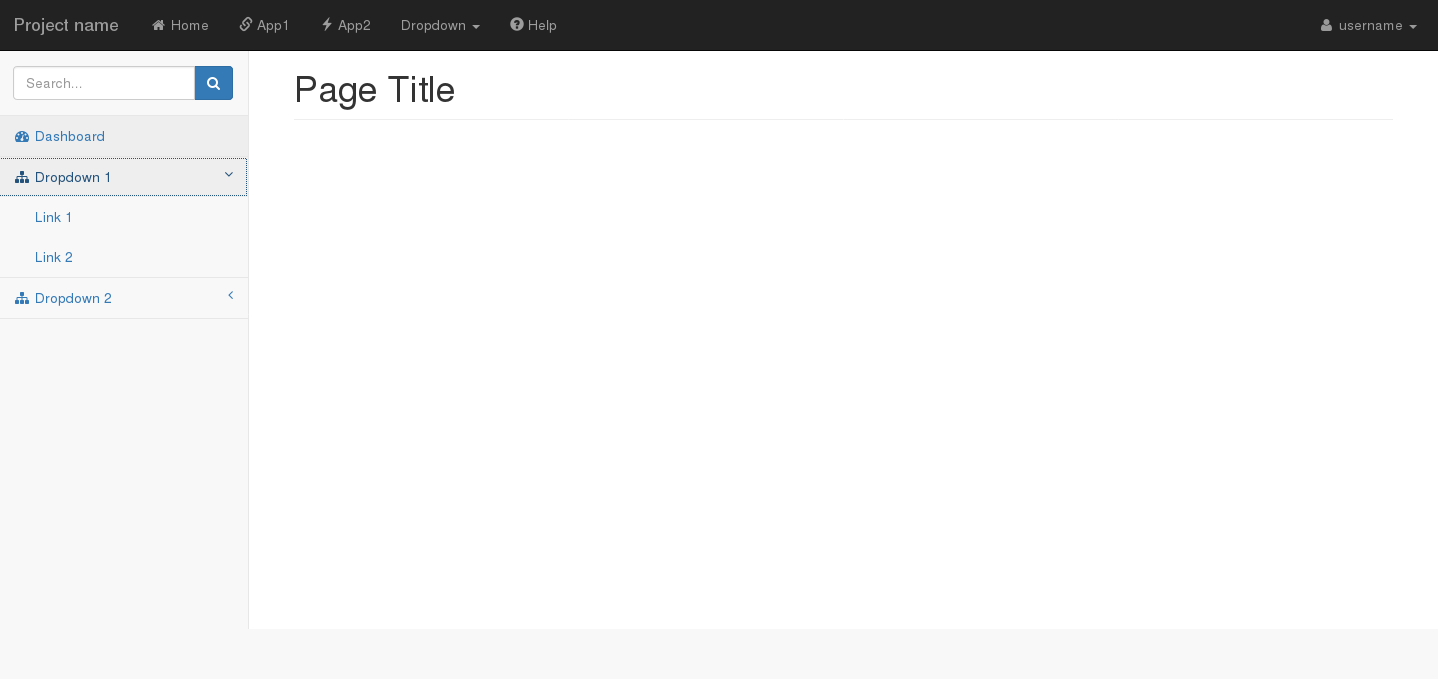 Project name Home App1 App2 Dropdown Help username
Search...
Page Title
Dashboard
Dropdown 1
Link 1
Link 2
Dropdown 2